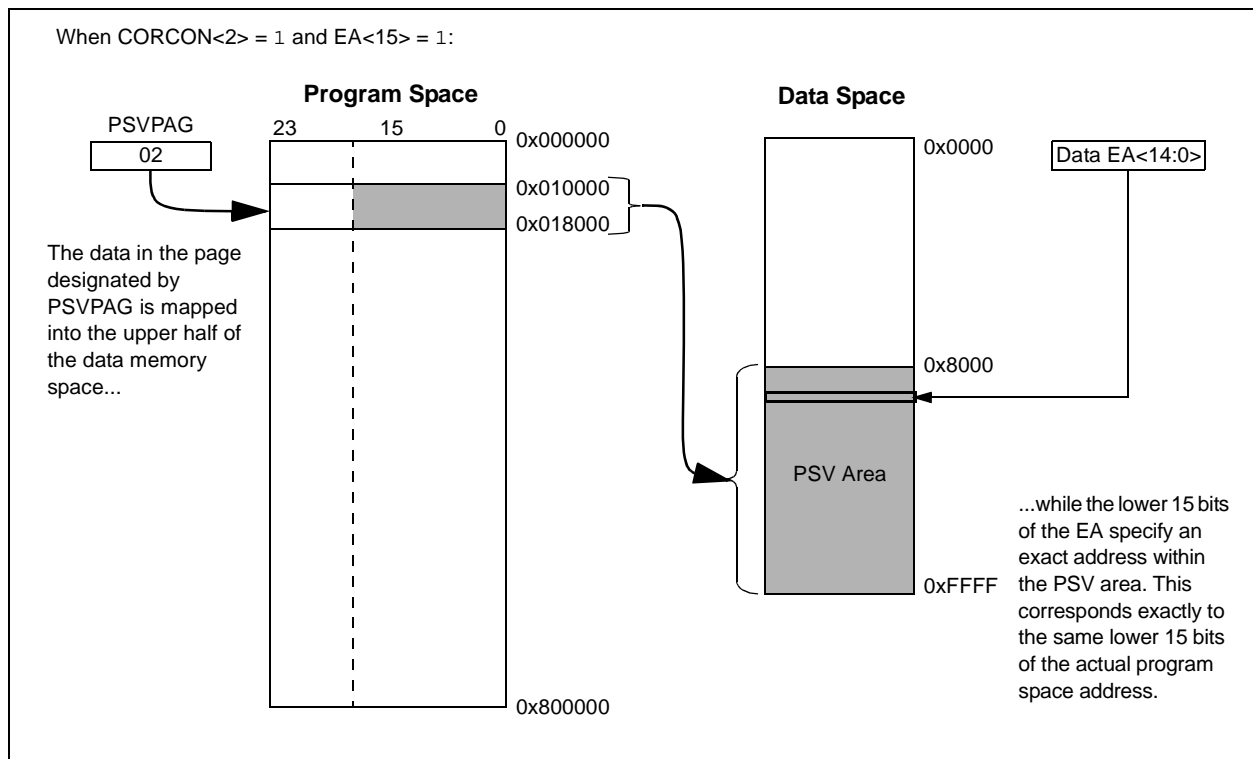 When CORCON<2> = 1 and EA<15> = 1:
Program Space
Data Space
PSVPAG
02
23
15
0
0x000000
0x010000
0x018000
0x800000
The data in the page
designated by
PSVPAG is mapped
into the upper half of
the data memory
space...
0x0000
0x8000
0xFFFF
PSV Area
Data EA<14:0>
...while the lower 15 bits
of the EA specify an
exact address within
the PSV area. This
corresponds exactly to
the same lower 15 bits
of the actual program
space address.